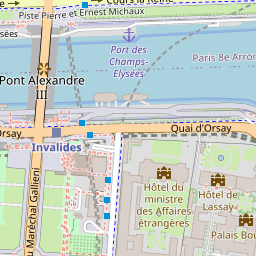 Cours la Reine
Piste Pierre et Ernest Michaux
Port des
Champs-
Élysées
Paris 8e Arron
Pont Alexandre
III
Orsay
Quai d'Orsay
Invalides
Hôtel du
ministre
des Affaires
étrangères
Hôtel de
Lassay
Palais Bou
u Maréchal Gallieni